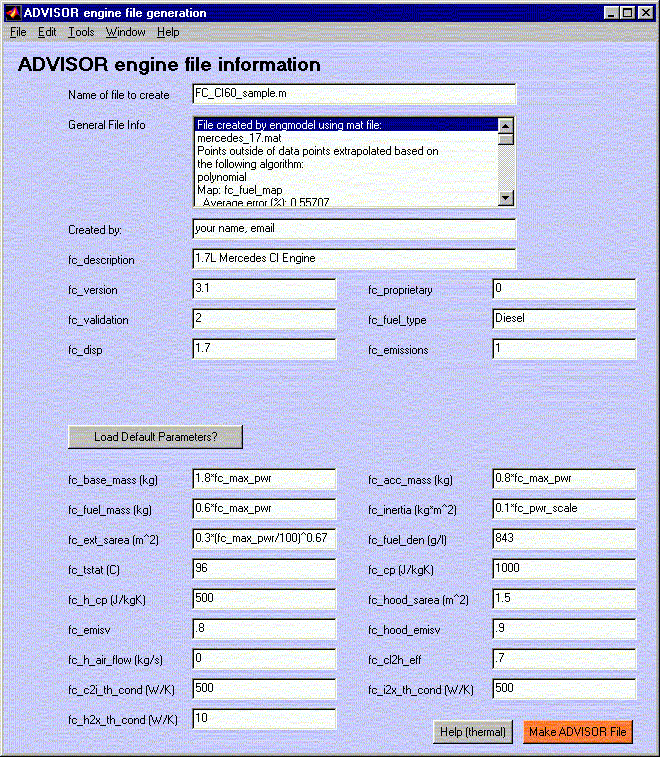 ADVISOR engine file generation
File Edit Tools Window Help
ADVISOR engine file information
Name of file to create FC_CI60_sample.m
General File Info File created by engmodel using mat file:
mercedes_17.mat
Points outside of data points extrapolated based on
the following algorithm:
polynomial
Map: fc_fuel_map
Average error (%): 0.55707
Created by: your name, email
fc_description 1.7L Mercedes CI Engine
fc_version 3.1 fc_proprietary 0
fc_validation 2 fc_fuel_type Diesel
fc_disp 1.7 fc_emissions 1
Load Default Parameters?
fc_base_mass (kg) 1.8*fc_max_pwr fc_acc_mass (kg) 0.8*fc_max_pwr
fc_fuel_mass (kg) 0.6*fc_max_pwr fc_inertia (kg*m^2) 0.1*fc_pwr_scale
fc_ext_sarea (m^2) 0.3*(fc_max_pwr/100)^0.67 fc_fuel_den (g/l) 843
fc_tstat (C) 96 fc_cp (J/kgK) 1000
fc_h_cp (J/kgK) 500 fc_hood_sarea (m^2) 1.5
fc_emisv .8 fc_hood_emisv .9
fc_h_air_flow (kg/s) 0 fc_cl2h_eff .7
fc_c2i_th_cond (W/K) 500 fc_i2x_th_cond (W/K) 500
fc_h2x_th_cond (W/K) 10
Help (thermal) Make ADVISOR File